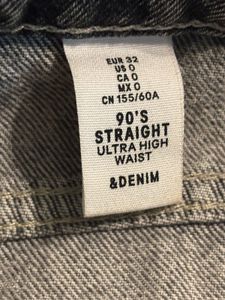 EUR 32
US 0
CA 0
MX 0
CN 155/60A
90'S
STRAIGHT
ULTRA HIGH
WAIST
&DENIM